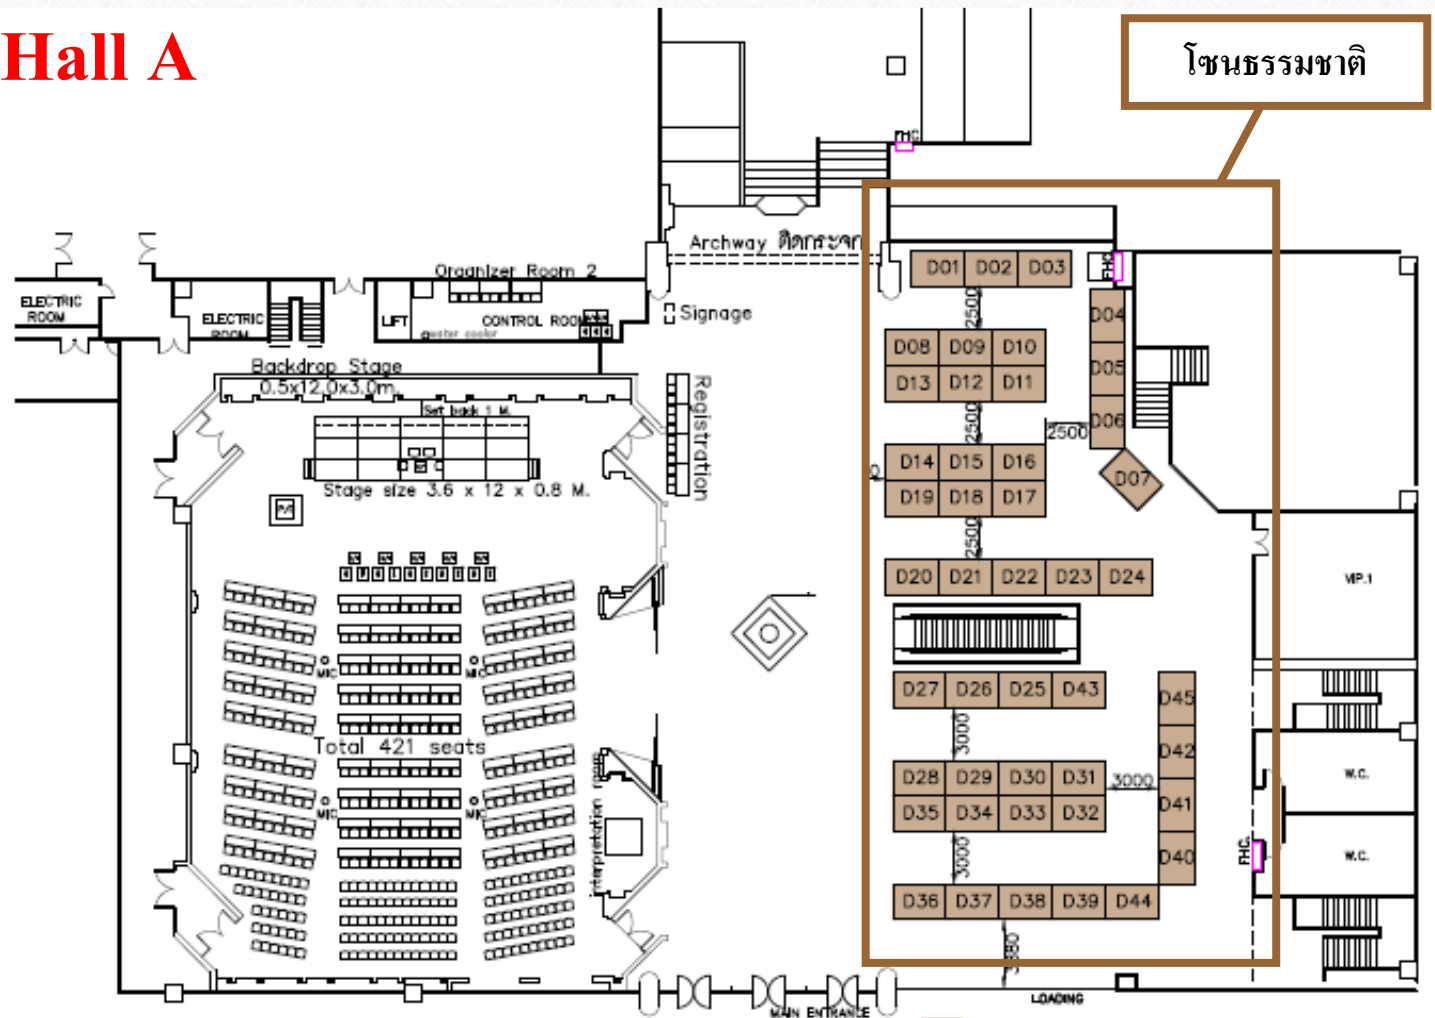 Hall A
โซนธรรมชาติ
FHC
Archway ติดกระจก
Organizer Room 2
D01 D02 D03
FHC
ELECTRIC
ROOM
ELECTRIC
ROOM
LIFT
CONTROL ROOM
water cooler
Signage
2500
D04
Backdrop Stage
0.5x12.0x3.0m.
D08 D09 D10
D05
D13 D12 D11
Set back 1 M.
Registration
2500
2500
D06
Stage size 3.6 x 12 x 0.8 M.
D14 D15 D16
D07
D19 D18 D17
2500
D20 D21 D22 D23 D24
VIP.1
MIC
MIC
D27 D26 D25 D43
D45
Total 421 seats
3000
D42
Interpretation room
D28 D29 D30 D31
3000
W.C.
MIC
MIC
D35 D34 D33 D32
D41
3000
D40
FHC.
W.C.
D36 D37 D38 D39 D44
LOADING
MAIN ENTRANCE